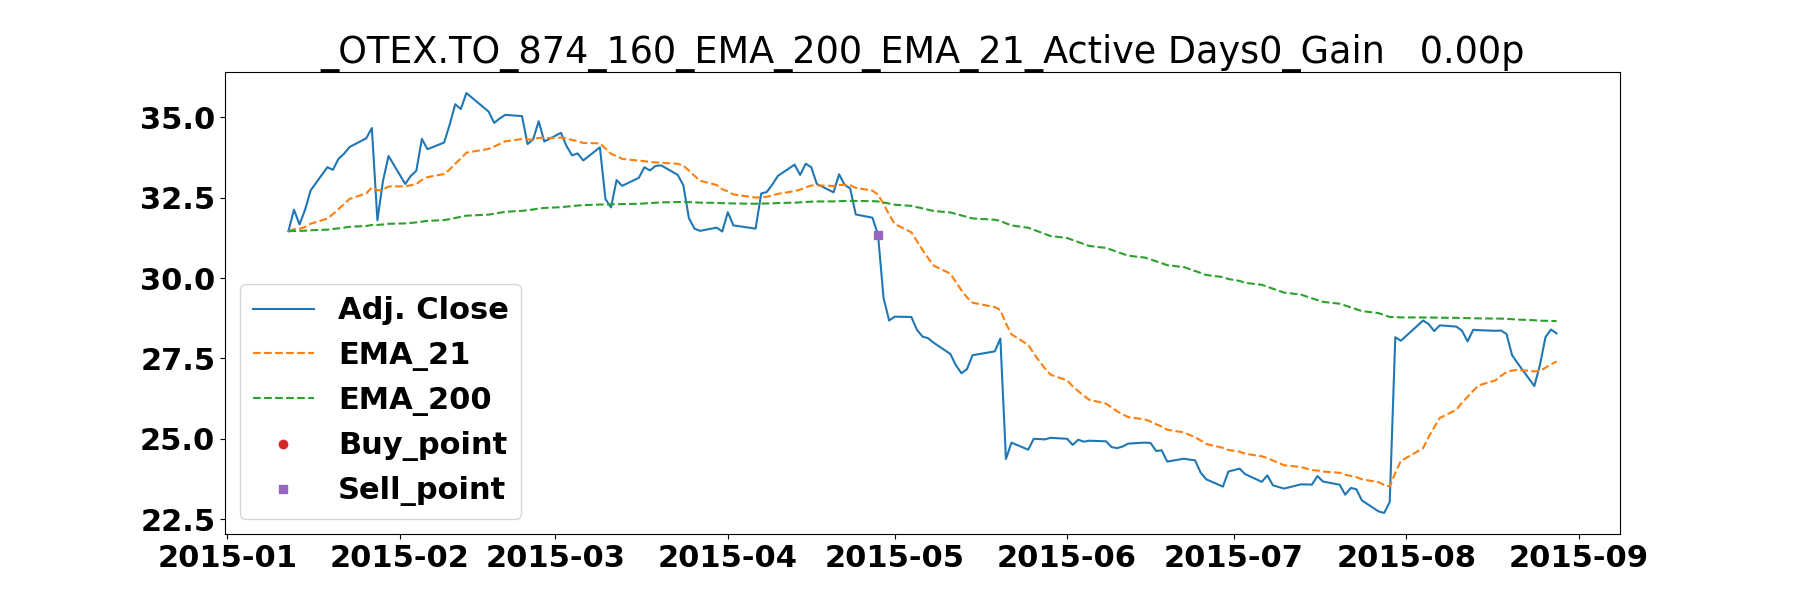 _OTEX.TO_874_160_EMA_200_EMA_21_Active Days0_Gain   0.00p
35.0
32.5
30.0
27.5
25.0
22.5
Adj. Close
EMA_21
EMA_200
Buy_point
Sell_point
2015-01 2015-02 2015-03 2015-04 2015-05 2015-06 2015-07 2015-08 2015-09